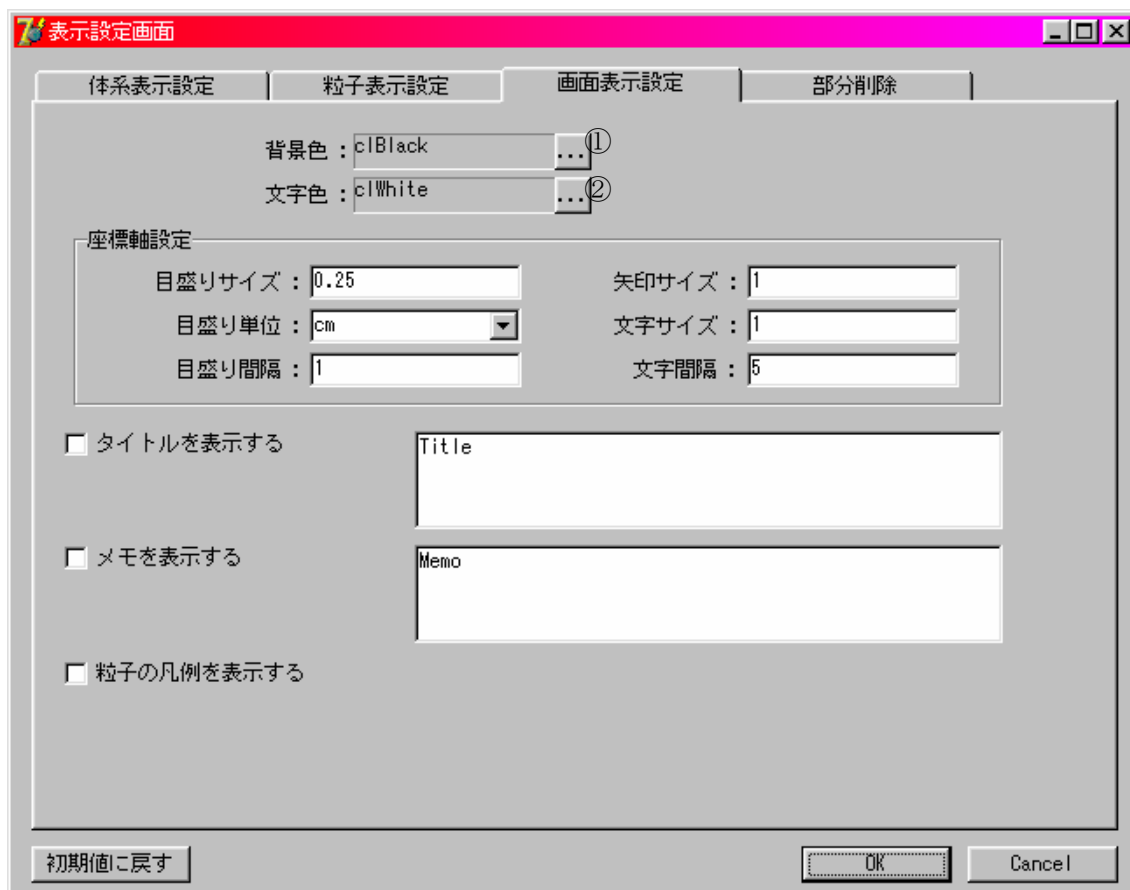 表示設定画面
体系表示設定 粒子表示設定 画面表示設定 部分削除
背景色 : clBlack ... ①
文字色 : clWhite ... ②
座標軸設定
目盛りサイズ : 0.25 矢印サイズ : 1
目盛り単位 : cm 文字サイズ : 1
目盛り間隔 : 1 文字間隔 : 5
タイトルを表示する Title
メモを表示する Memo
粒子の凡例を表示する
初期値に戻す OK Cancel